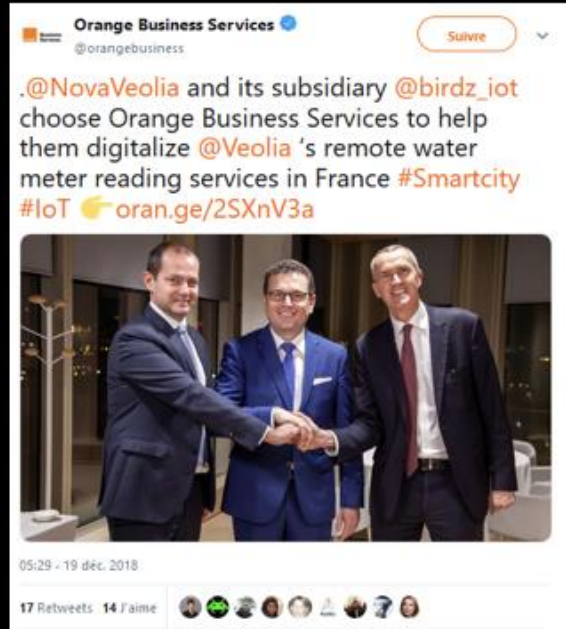 Orange Business Services
@orangebusiness
Suivre
.@NovaVeolia and its subsidiary @birdz_iot
choose Orange Business Services to help
them digitalize @Veolia 's remote water
meter reading services in France #Smartcity
#IoT 👉oran.ge/2SXnV3a
05:29 - 19 déc. 2018
17 Retweets 14 J'aime